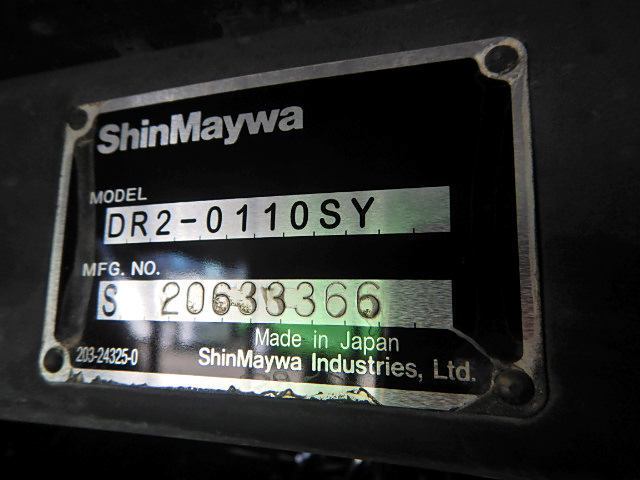 ShinMaywa
MODEL
DR2-0110SY
MFG. NO.
S 20633366
Made in Japan
203-24325-0
ShinMaywa Industries, Ltd.